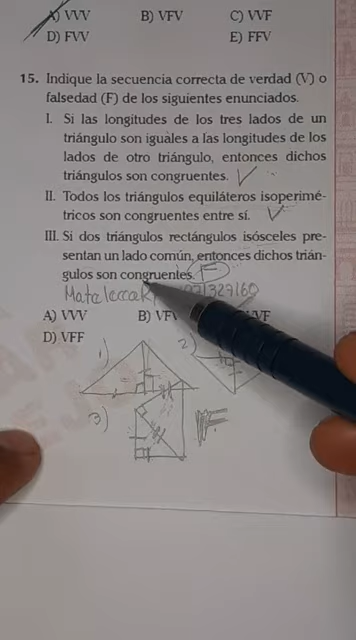 A) VVV B) VFV C) VVF
D) FVV E) FFV
15. Indique la secuencia correcta de verdad (V) o
falsedad (F) de los siguientes enunciados.
I. Si las longitudes de los tres lados de un
triángulo son iguales a las longitudes de los
lados de otro triángulo, entonces dichos
triángulos son congruentes. V
II. Todos los triángulos equiláteros isoperimé-
tricos son congruentes entre sí. V
III. Si dos triángulos rectángulos isósceles pre-
sentan un lado común, entonces dichos trián-
gulos son congruentes. F
A) VVV B) VFV VVF
D) VFF
1) 2)
3) F